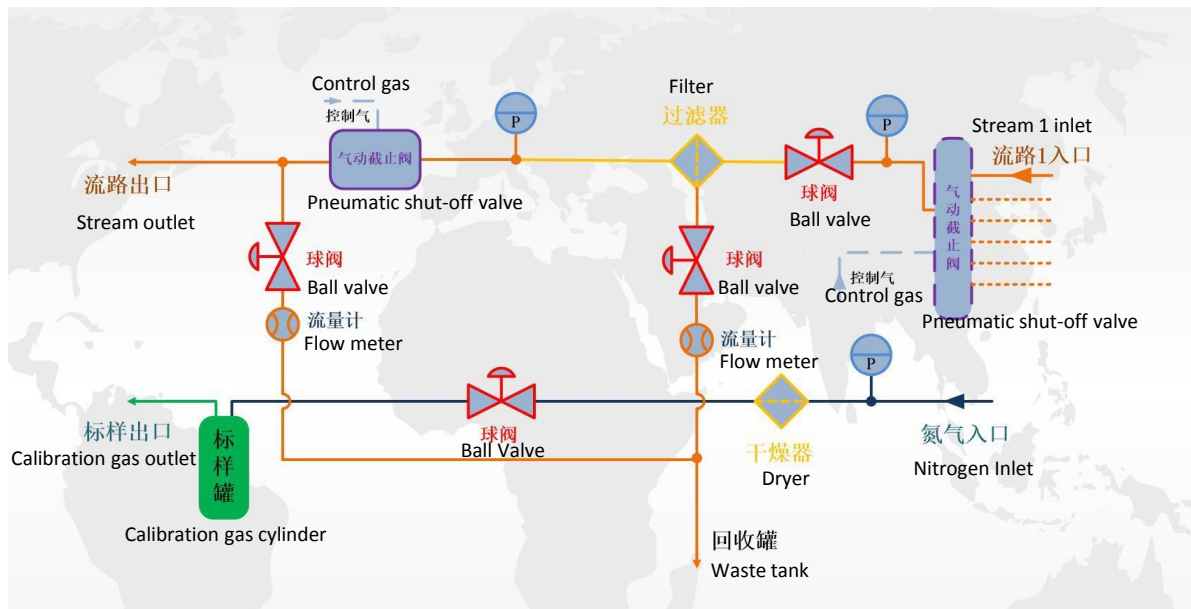 Control gas
控制气
P
Filter
过滤器
P
Stream 1 inlet
流路1入口
气动截止阀
Pneumatic shut-off valve
流路出口
Stream outlet
球阀
Ball valve
气
动
截
止
阀
控制气
Control gas
Pneumatic shut-off valve
球阀
Ball valve
流量计
Flow meter
球阀
Ball valve
流量计
Flow meter
P
标样出口
Calibration gas outlet
标
样
罐
Calibration gas cylinder
球阀
Ball Valve
干燥器
Dryer
氮气入口
Nitrogen Inlet
回收罐
Waste tank